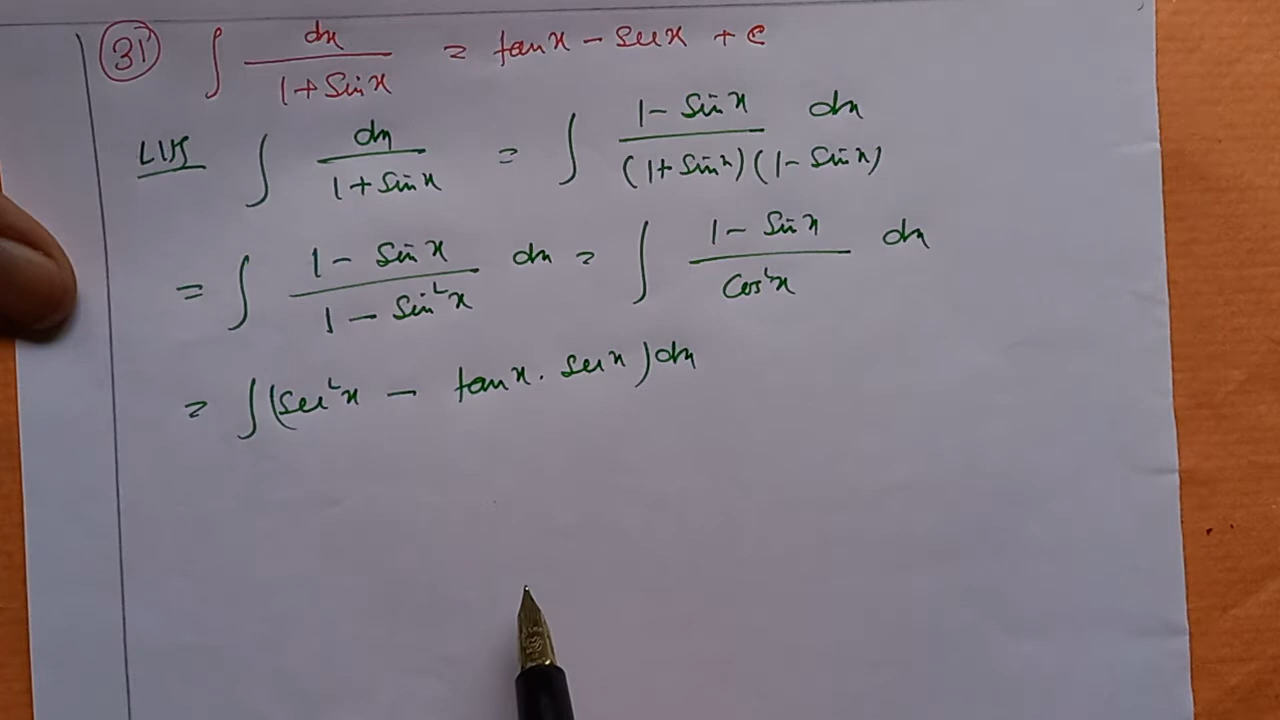 31 ∫ dx / (1 + Sin x) = tan x − sec x + c
LHS ∫ dx / (1 + Sin x) = ∫ (1 − Sin x) / ((1 + Sin x)(1 − Sin x)) dx
= ∫ (1 − Sin x) / (1 − Sin²x) dx = ∫ (1 − Sin x) / (Cos²x) dx
= ∫ (Sec²x − tan x · Sec x) dx